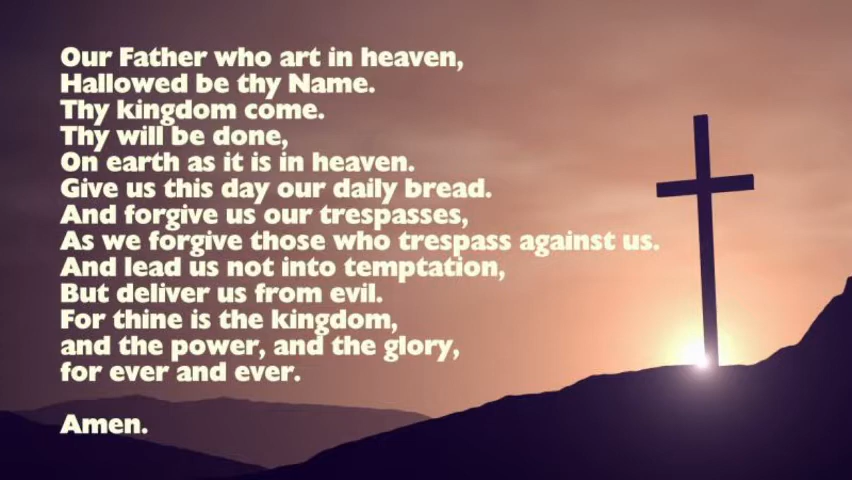 Our Father who art in heaven,
Hallowed be thy Name.
Thy kingdom come.
Thy will be done,
On earth as it is in heaven.
Give us this day our daily bread.
And forgive us our trespasses,
As we forgive those who trespass against us.
And lead us not into temptation,
But deliver us from evil.
For thine is the kingdom,
and the power, and the glory,
for ever and ever.
Amen.